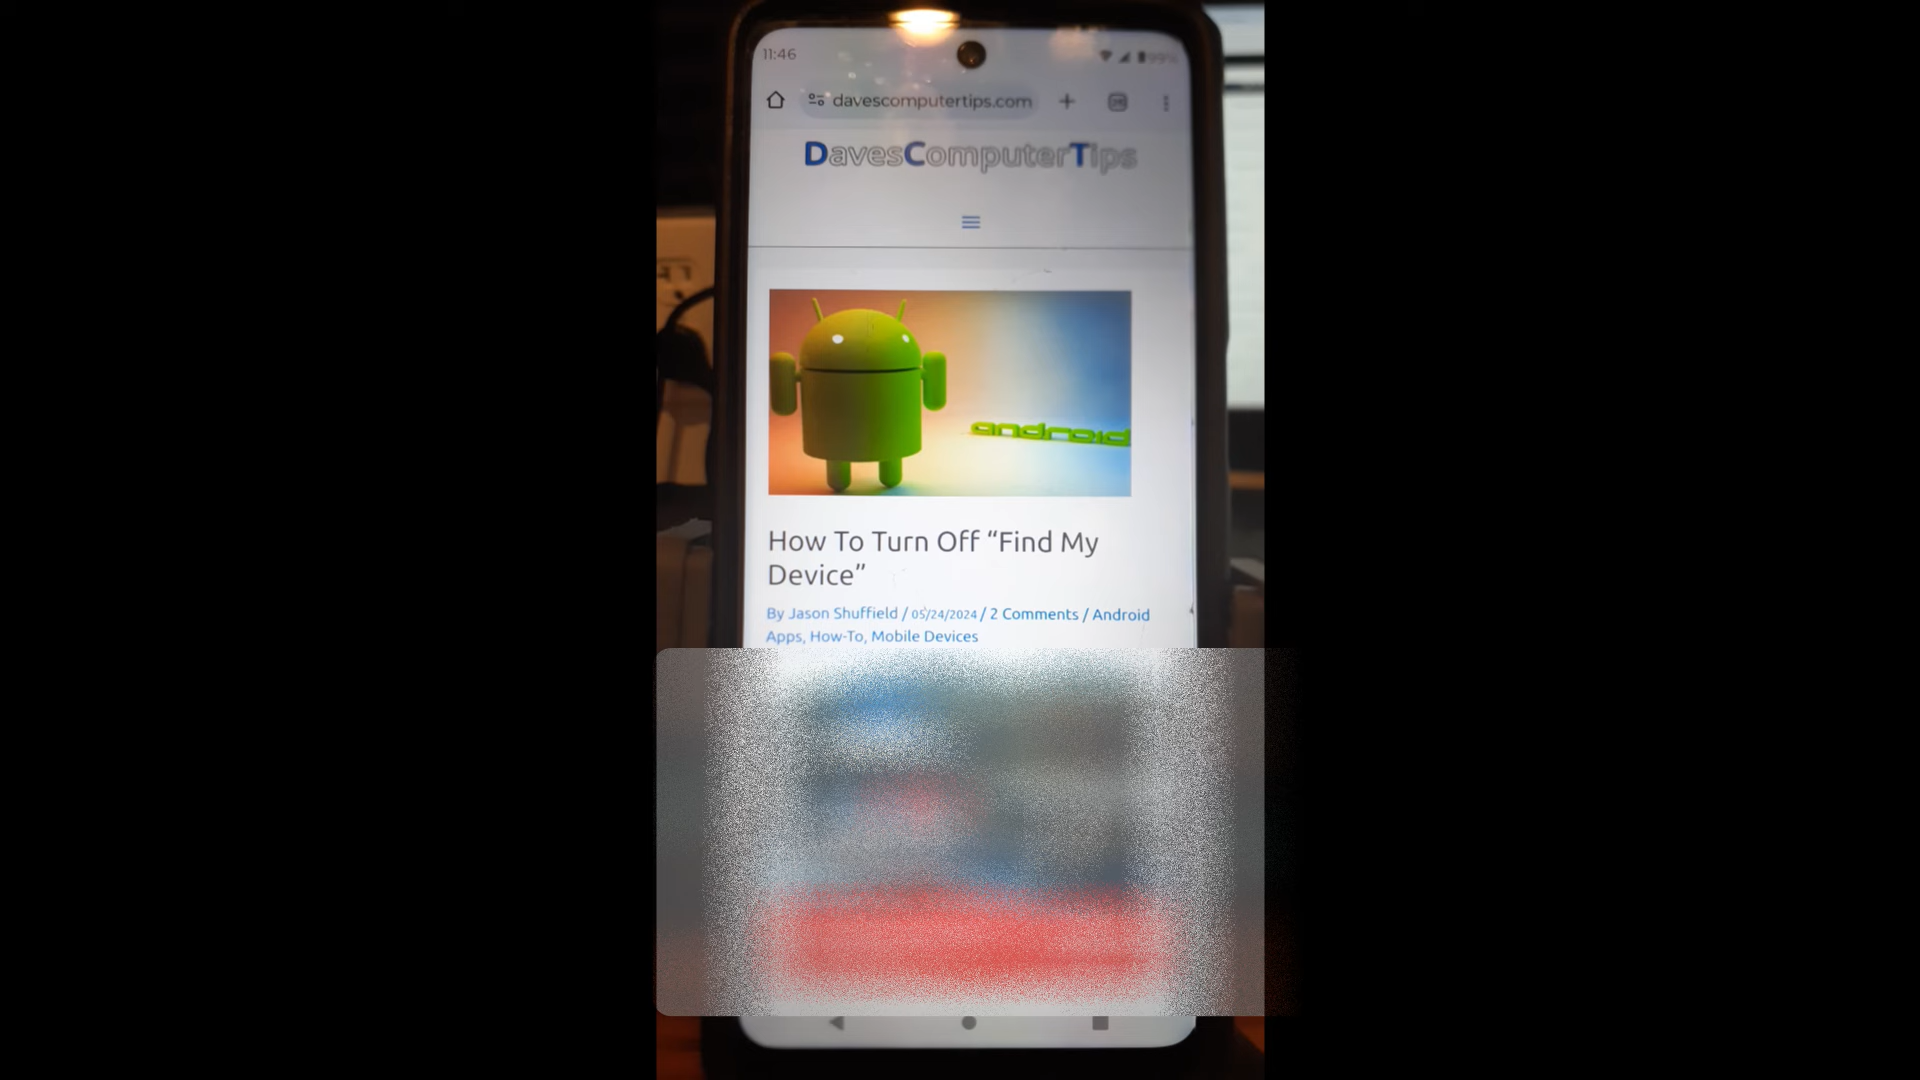 11:46
99%
davescomputertips.com
DavesComputerTips
android
How To Turn Off “Find My
Device”
By Jason Shuffield / 05/24/2024 / 2 Comments / Android
Apps, How-To, Mobile Devices